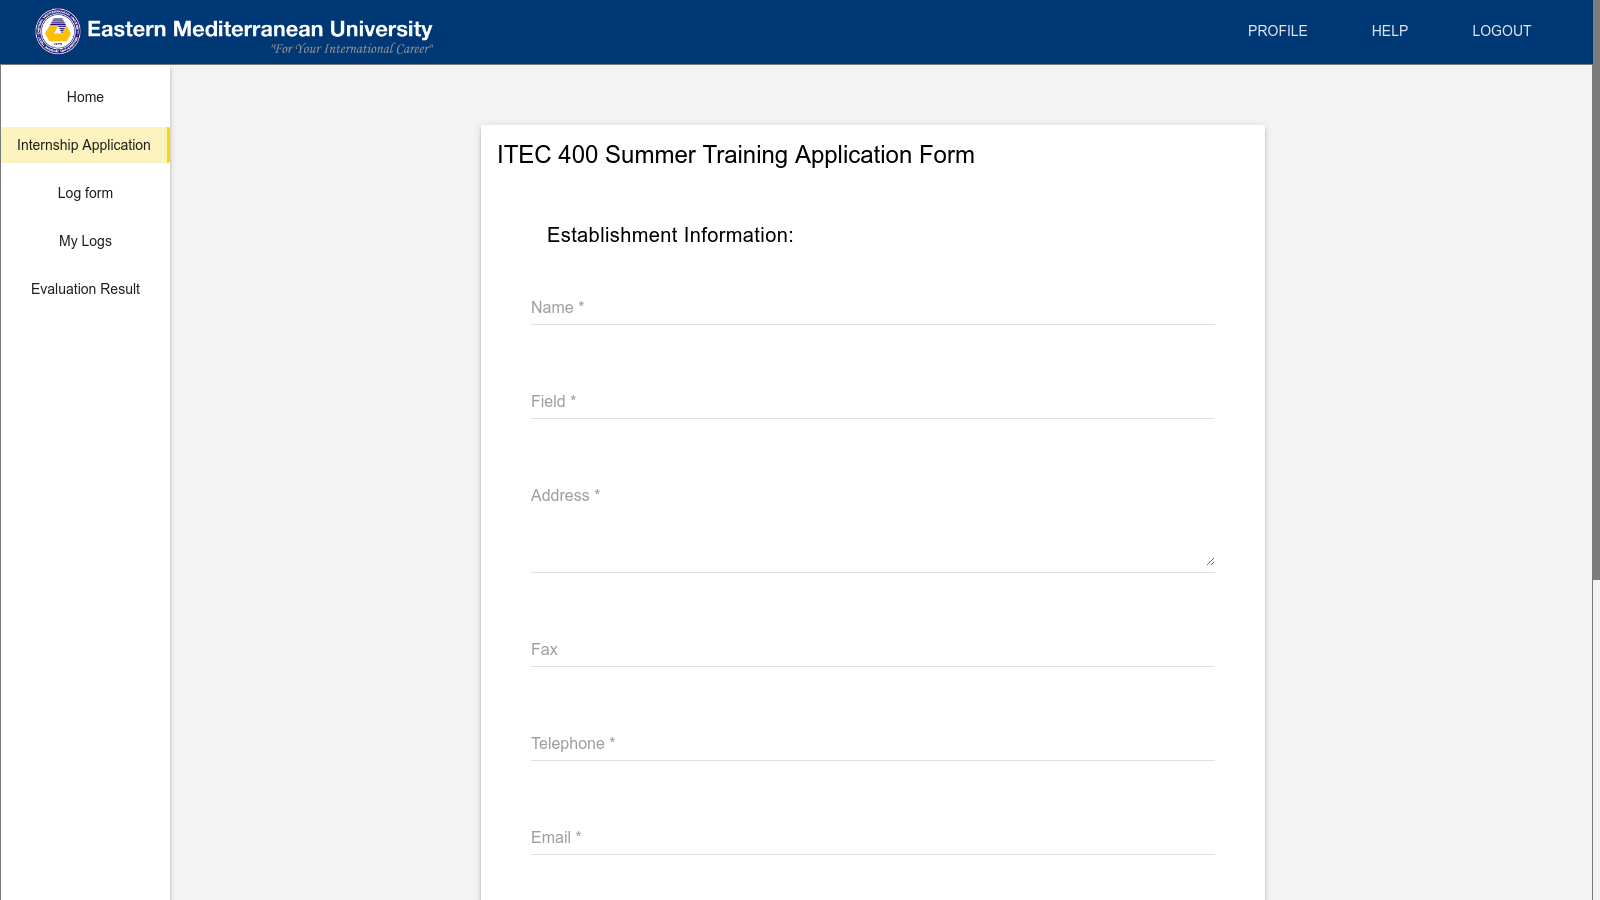 Eastern Mediterranean University
"For Your International Career"
PROFILE
HELP
LOGOUT
Home
Internship Application
Log form
My Logs
Evaluation Result
ITEC 400 Summer Training Application Form
Establishment Information:
Name *
Field *
Address *
Fax
Telephone *
Email *